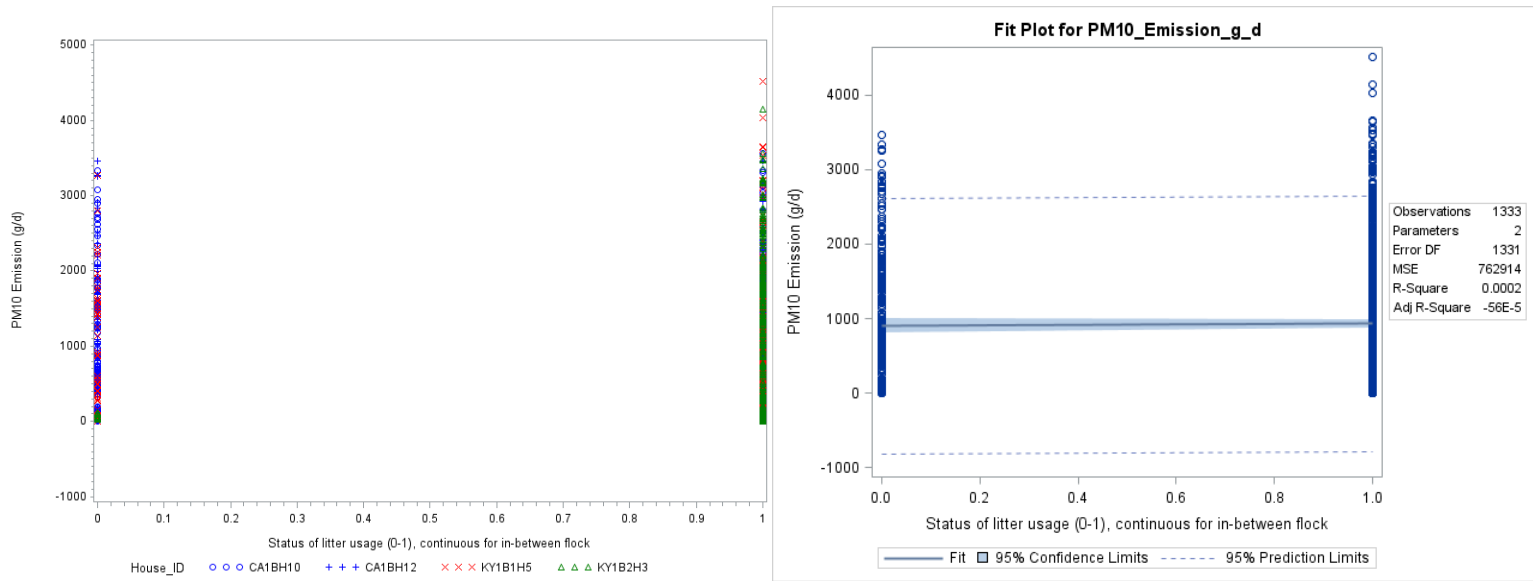 5000
4000
3000
2000
1000
0
-1000
PM10 Emission (g/d)
0 0.1 0.2 0.3 0.4 0.5 0.6 0.7 0.8 0.9 1
Status of litter usage (0-1), continuous for in-between flock
House_ID CA1BH10 CA1BH12 KY1B1H5 KY1B2H3
Fit Plot for PM10_Emission_g_d
4000
3000
2000
1000
0
-1000
PM10 Emission (g/d)
0.0 0.2 0.4 0.6 0.8 1.0
Status of litter usage (0-1), continuous for in-between flock
Fit 95% Confidence Limits 95% Prediction Limits
Observations 1333
Parameters 2
Error DF 1331
MSE 762914
R-Square 0.0002
Adj R-Square -56E-5